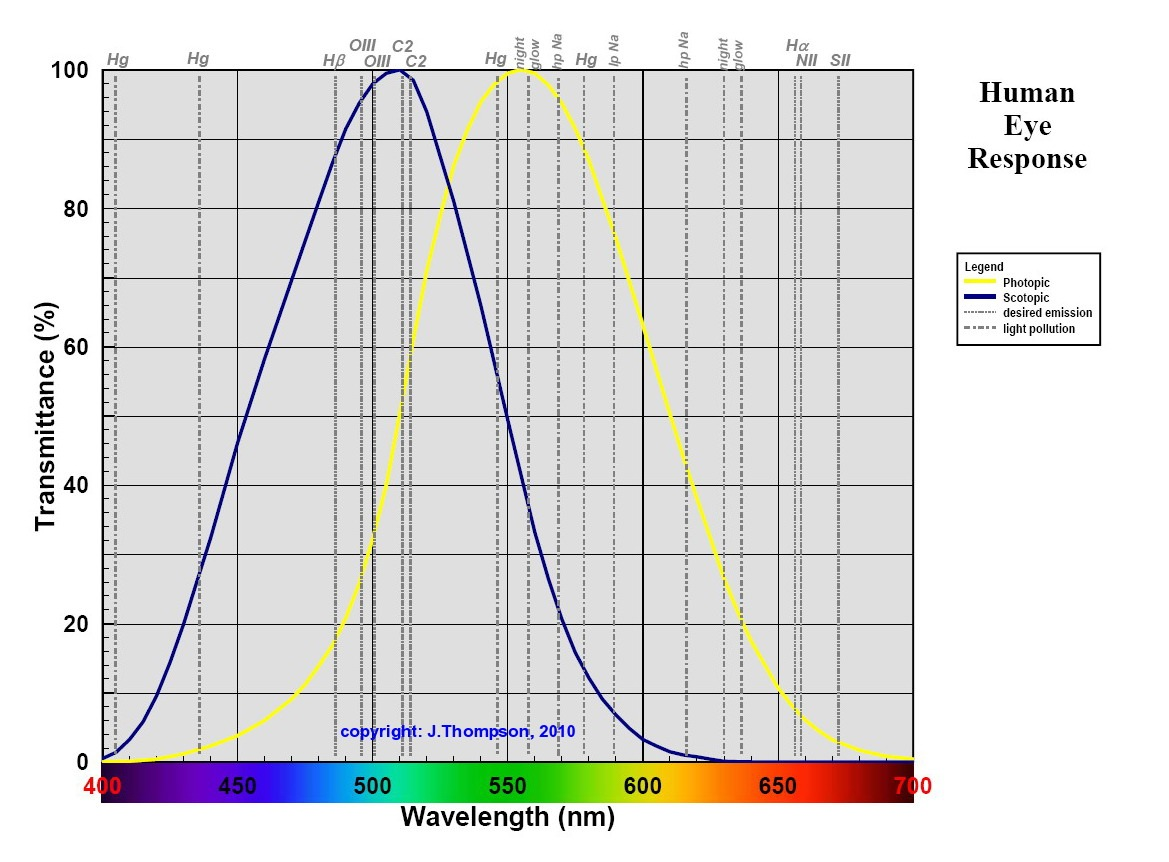 Hg
Hg
Hβ
OIII
OIII
C2
C2
Hg
night
glow
hp Na
Hg
lp Na
hp Na
night
glow
Hα
NII
SII
Human
Eye
Response
Legend
Photopic
Scotopic
desired emission
light pollution
Transmittance (%)
100
80
60
40
20
0
copyright: J.Thompson, 2010
400 450 500 550 600 650 700
Wavelength (nm)